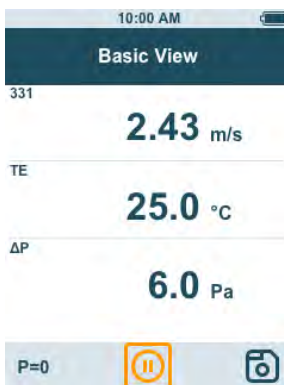 10:00 AM
Basic View
331
2.43 m/s
TE
25.0 °C
ΔP
6.0 Pa
P=0